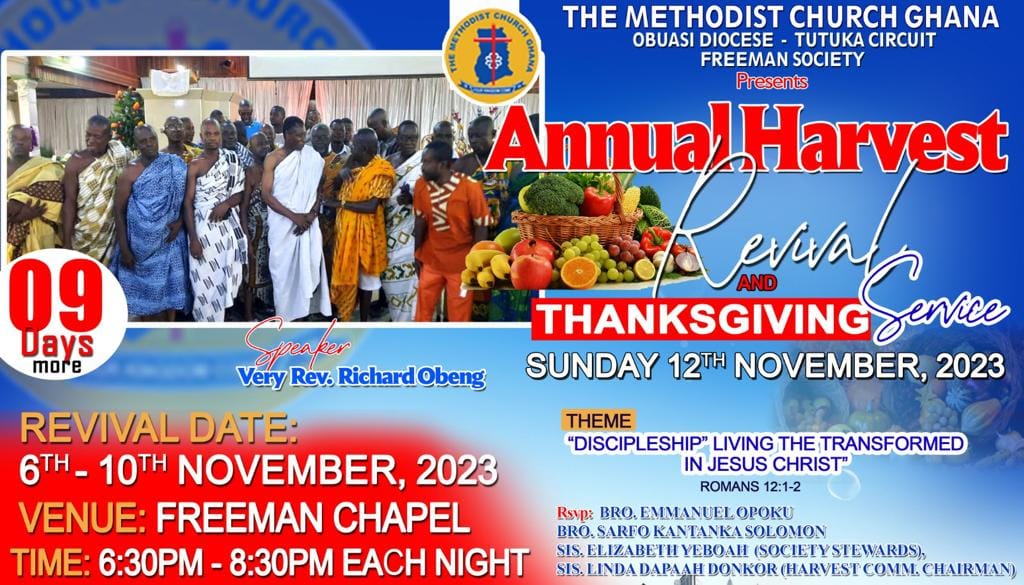 THE METHODIST CHURCH GHANA
OBUASI DIOCESE - TUTUKA CIRCUIT
FREEMAN SOCIETY
Presents
Annual Harvest
Revival
AND
THANKSGIVING Service
SUNDAY 12TH NOVEMBER, 2023
THE METHODIST CHURCH GHANA
09
Days
more
Speaker
Very Rev. Richard Obeng
REVIVAL DATE:
6TH - 10TH NOVEMBER, 2023
VENUE: FREEMAN CHAPEL
TIME: 6:30PM - 8:30PM EACH NIGHT
THEME
“DISCIPLESHIP” LIVING THE TRANSFORMED
IN JESUS CHRIST”
ROMANS 12:1-2
Rsvp: BRO. EMMANUEL OPOKU
BRO. SARFO KANTANKA SOLOMON
SIS. ELIZABETH YEBOAH (SOCIETY STEWARDS),
SIS. LINDA DAPAAH DONKOR (HARVEST COMM. CHAIRMAN)